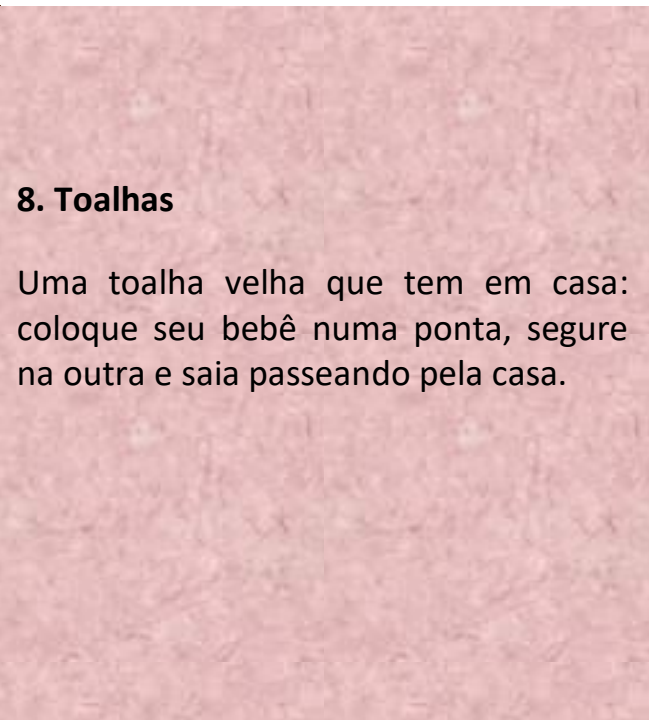 8. Toalhas
Uma toalha velha que tem em casa:
coloque seu bebê numa ponta, segure
na outra e saia passeando pela casa.